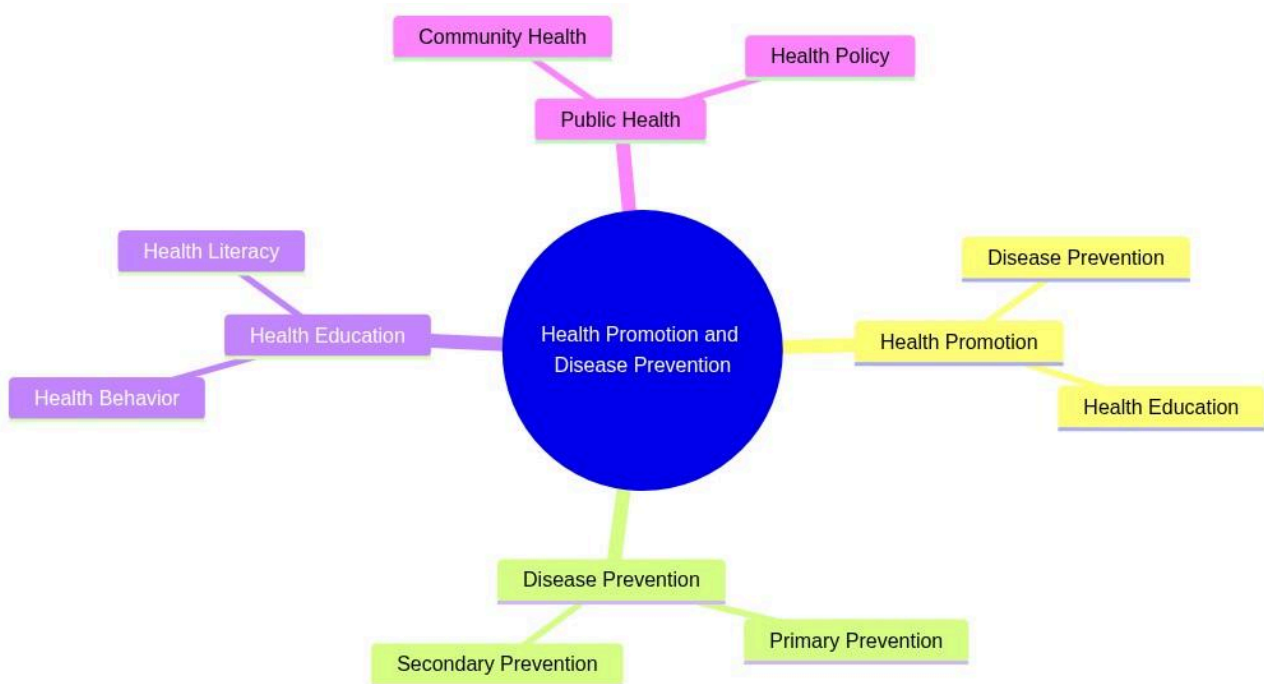 Community Health
Health Policy
Public Health
Health Literacy
Disease Prevention
Health Education
Health Promotion and
Disease Prevention
Health Promotion
Health Behavior
Health Education
Disease Prevention
Primary Prevention
Secondary Prevention